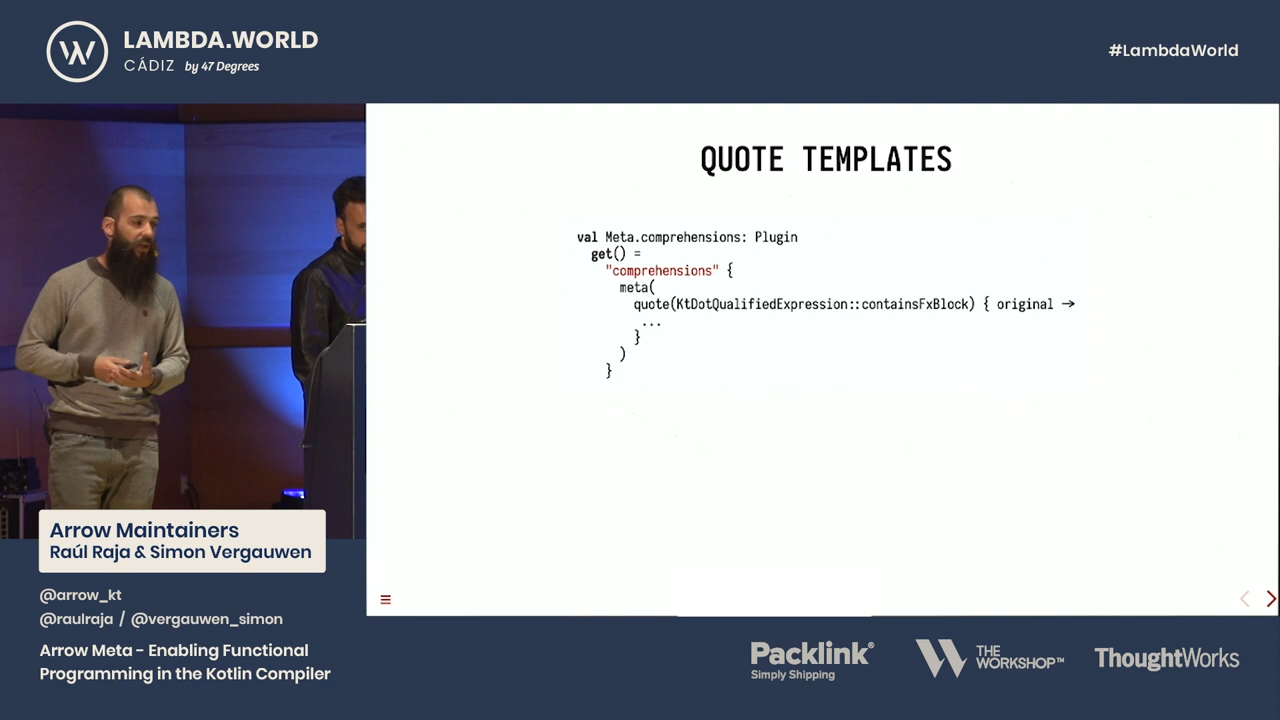 LAMBDA.WORLD
CÁDIZ by 47 Degrees
#LambdaWorld
QUOTE TEMPLATES
val Meta.comprehensions: Plugin
get() =
"comprehensions" {
meta(
quote(KtDotQualifiedExpression::containsFxBlock) { original →
...
}
)
}
Arrow Maintainers
Raúl Raja & Simon Vergauwen
@arrow_kt
@raulraja / @vergauwen_simon
Arrow Meta - Enabling Functional
Programming in the Kotlin Compiler
Packlink®
Simply Shipping
THE
WORKSHOP™
ThoughtWorks